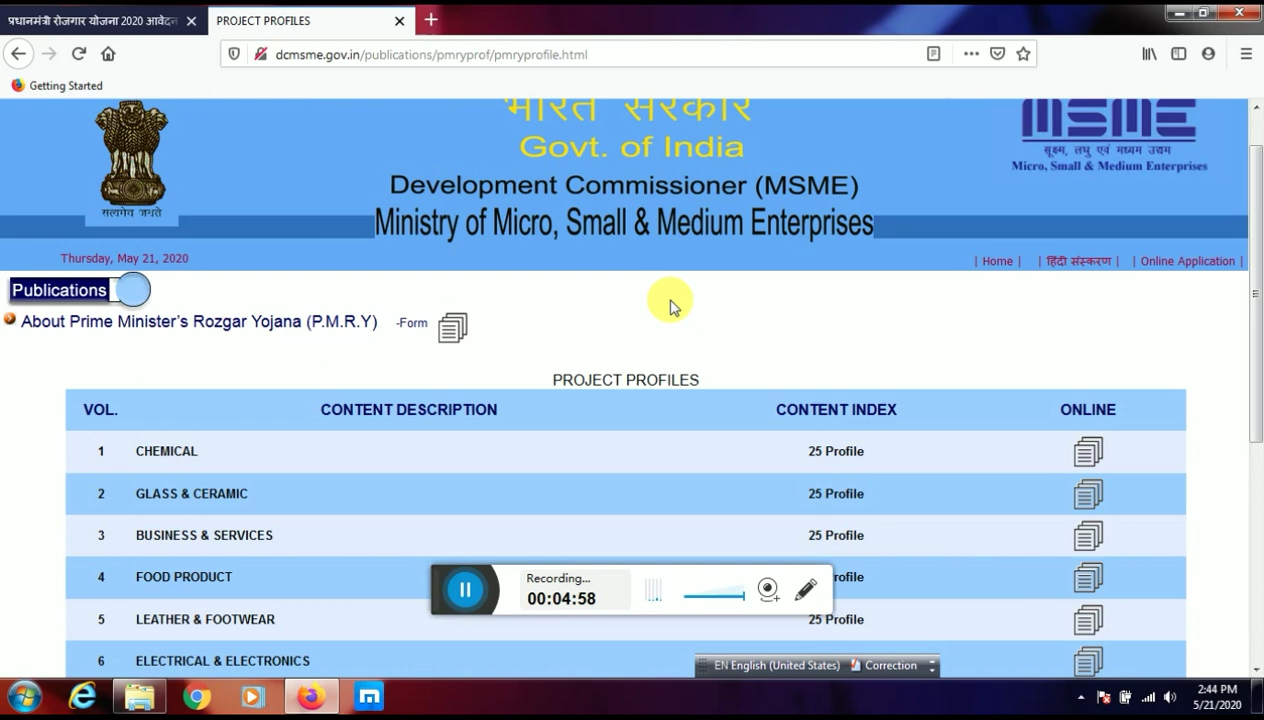 प्रधानमंत्री रोजगार योजना 2020 आवेदन
PROJECT PROFILES
dcmsme.gov.in/publications/pmryprof/pmryprofile.html
Getting Started
भारत सरकार
Govt. of India
Development Commissioner (MSME)
Ministry of Micro, Small & Medium Enterprises
सत्यमेव जयते
MSME
सूक्ष्म, लघु एवं मध्यम उद्यम
Micro, Small & Medium Enterprises
Thursday, May 21, 2020
| Home | | हिंदी संस्करण | | Online Application |
Publications
About Prime Minister's Rozgar Yojana (P.M.R.Y) -Form
PROJECT PROFILES
VOL. CONTENT DESCRIPTION CONTENT INDEX ONLINE
1 CHEMICAL 25 Profile
2 GLASS & CERAMIC 25 Profile
3 BUSINESS & SERVICES 25 Profile
4 FOOD PRODUCT rofile
5 LEATHER & FOOTWEAR 25 Profile
6 ELECTRICAL & ELECTRONICS
Recording...
00:04:58
EN English (United States) Correction
2:44 PM
5/21/2020